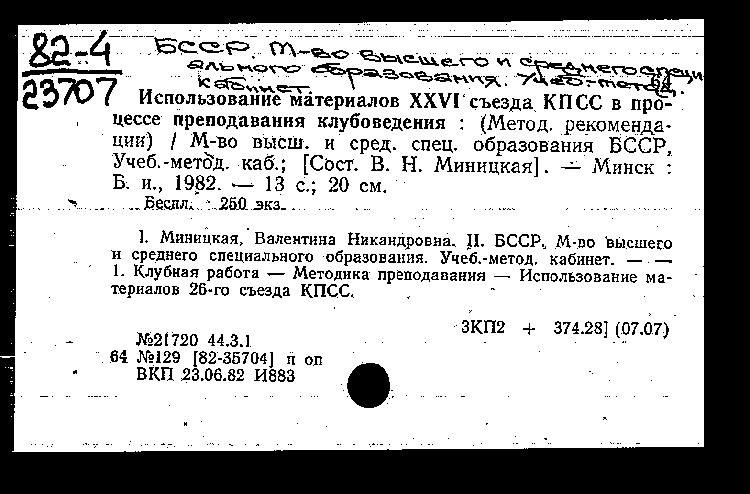 82-4
23707
БССР. М-во высшего и среднего специ
ального образования. Учеб.-метод.
кабинет.
64
Использование материалов XXVI съезда КПСС в про-
цессе преподавания клубоведения : (Метод. рекоменда-
ции) / М-во высш. и сред. спец. образования БССР,
Учеб.-метод. каб.; [Сост. В. Н. Миницкая]. — Минск :
Б. и., 1982. — 13 с.; 20 см.
Беспл. 250 экз.
I. Миницкая, Валентина Никандровна. II. БССР. М-во высшего
и среднего специального образования. Учеб.-метод. кабинет. — —
1. Клубная работа — Методика преподавания — Использование ма-
териалов 26-го съезда КПСС.
3КП2 + 374.28] (07.07)
№21720 44.3.1
64 №129 [82-35704] п оп
ВКП 23.06.82 И883